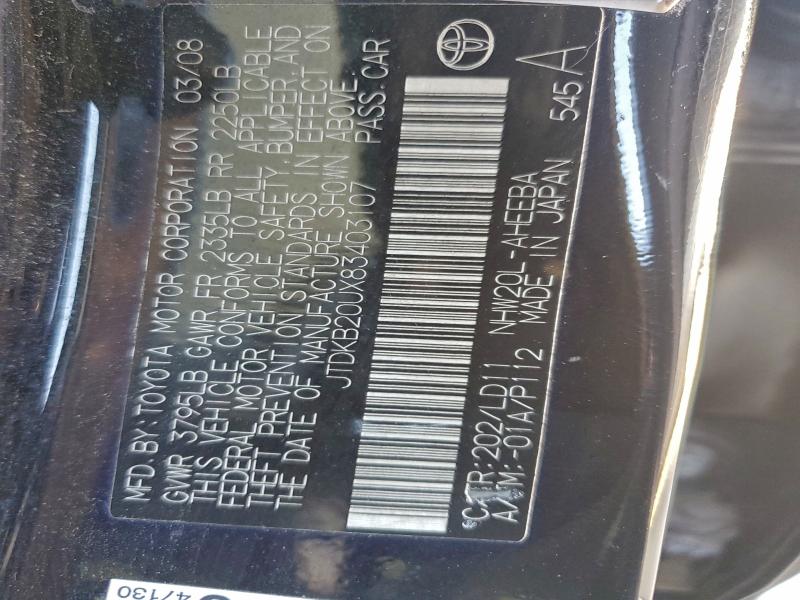 MFD.BY:TOYOTA MOTOR CORPORATION 03/08
GVWR 3795LB GAWR FR 2335LB RR 2250LB
THIS VEHICLE CONFORMS TO ALL APPLICABLE
FEDERAL MOTOR VEHICLE SAFETY, BUMPER, AND
THEFT PREVENTION STANDARDS IN EFFECT ON
THE DATE OF MANUFACTURE SHOWN ABOVE.
JTDKB20UX83403107 PASS.CAR
C/TR:202/LD11 NHW20L-AHEEBA
A/TM:-01A/P112 MADE IN JAPAN 545A
47130